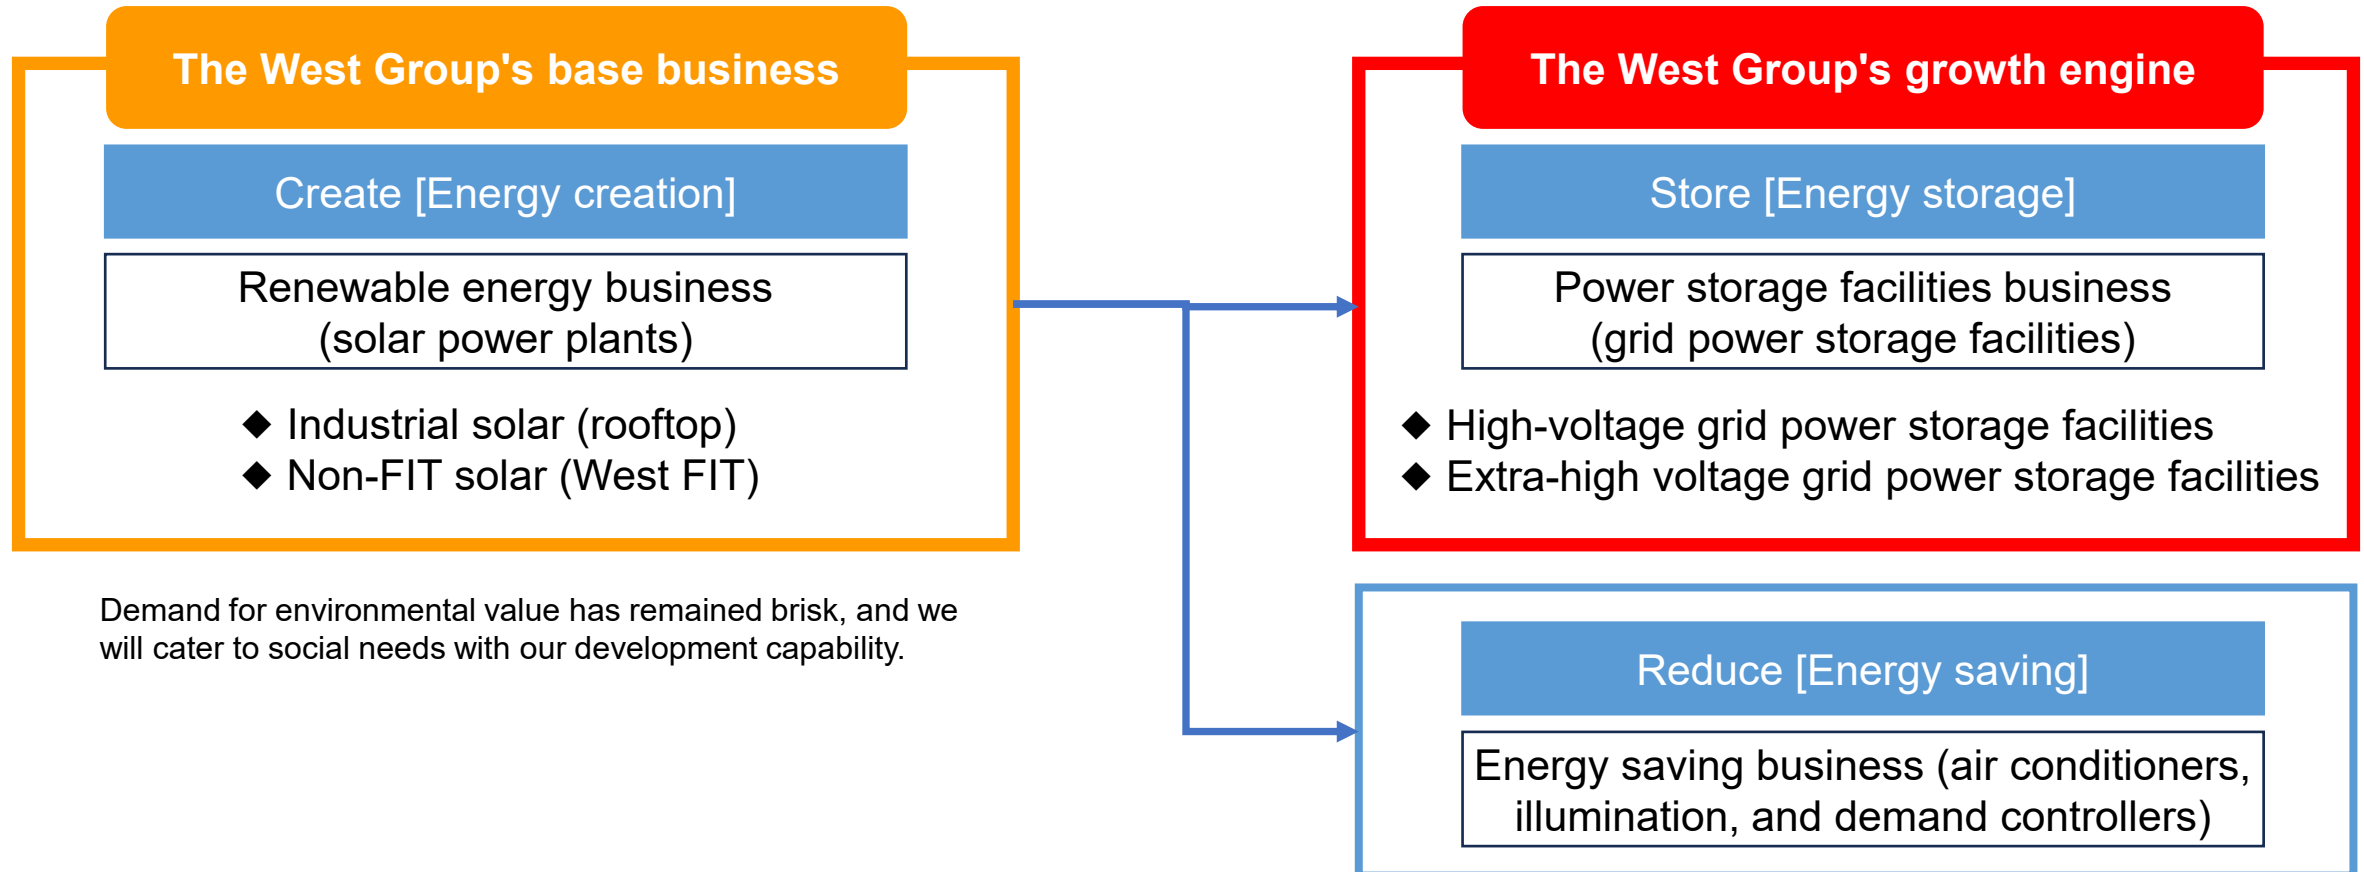 The West Group's base business
Create [Energy creation]
Renewable energy business
(solar power plants)
◆ Industrial solar (rooftop)
◆ Non-FIT solar (West FIT)
Demand for environmental value has remained brisk, and we
will cater to social needs with our development capability.
The West Group's growth engine
Store [Energy storage]
Power storage facilities business
(grid power storage facilities)
◆ High-voltage grid power storage facilities
◆ Extra-high voltage grid power storage facilities
Reduce [Energy saving]
Energy saving business (air conditioners,
illumination, and demand controllers)